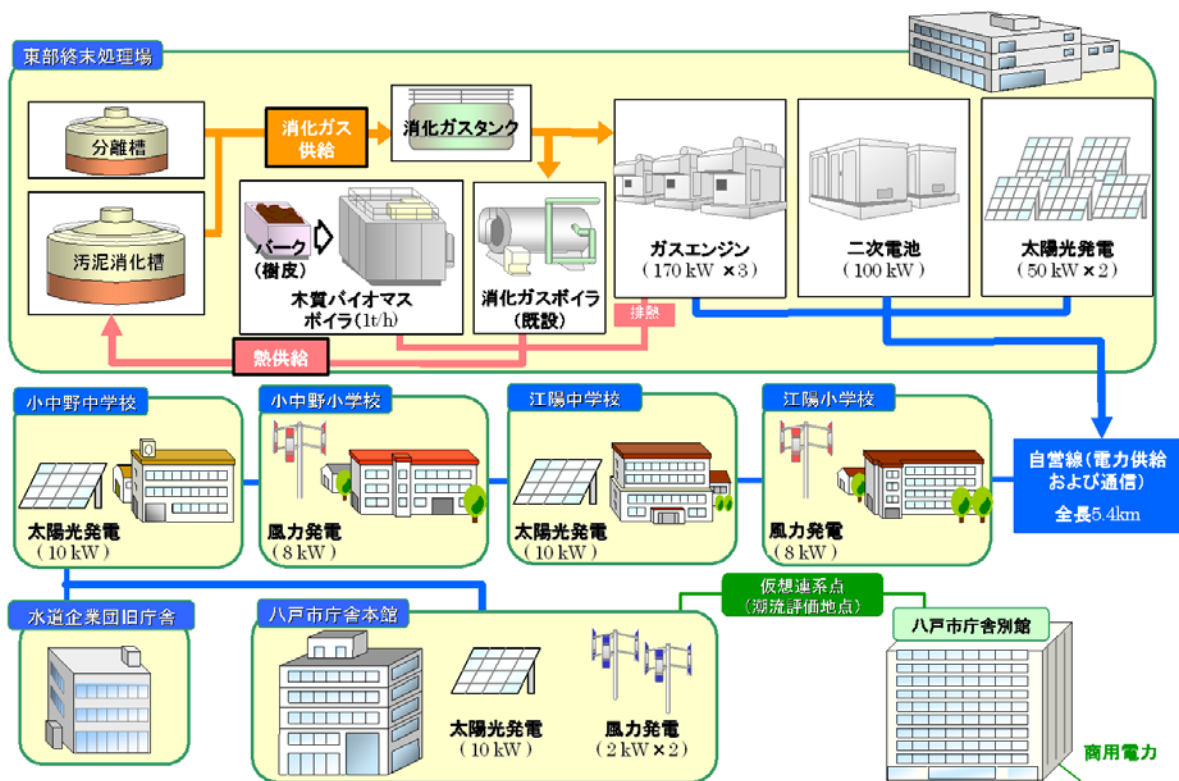 東部終末処理場
分離槽
汚泥消化槽
消化ガス
供給
消化ガスタンク
バーク
(樹皮)
木質バイオマス
ボイラ(1t/h)
消化ガスボイラ
(既設)
ガスエンジン
(170 kW ×3)
二次電池
(100 kW)
太陽光発電
(50 kW×2)
排熱
熱供給
小中野中学校
太陽光発電
(10 kW)
小中野小学校
風力発電
(8 kW)
江陽中学校
太陽光発電
(10 kW)
江陽小学校
風力発電
(8 kW)
自営線(電力供給
および通信)
全長5.4km
水道企業団旧庁舎
八戸市庁舎本館
太陽光発電
(10 kW)
風力発電
(2 kW×2)
仮想連系点
(潮流評価地点)
八戸市庁舎別館
商用電力